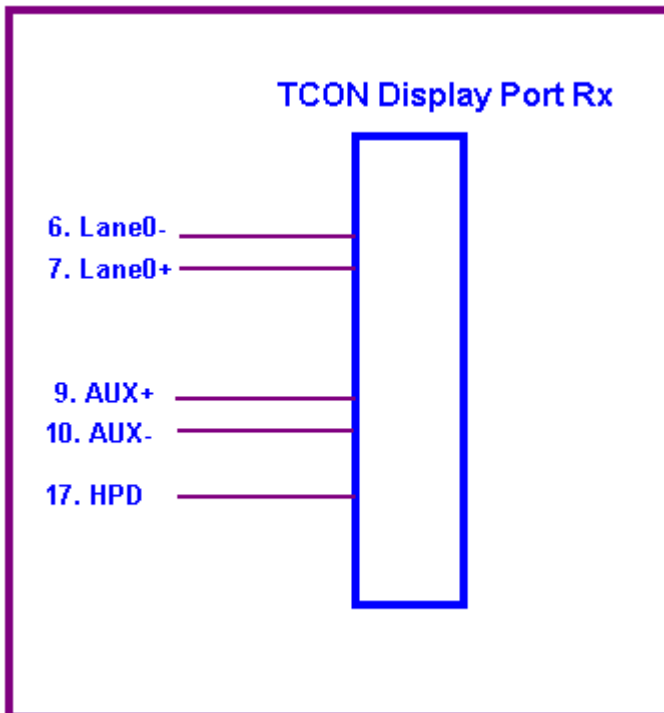 TCON Display Port Rx
6. Lane0-
7. Lane0+
9. AUX+
10. AUX-
17. HPD